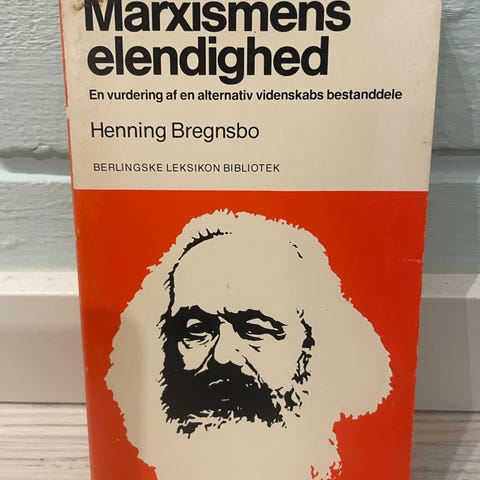 Marxismens
elendighed
En vurdering af en alternativ videnskabs bestanddele
Henning Bregnsbo
BERLINGSKE LEKSIKON BIBLIOTEK